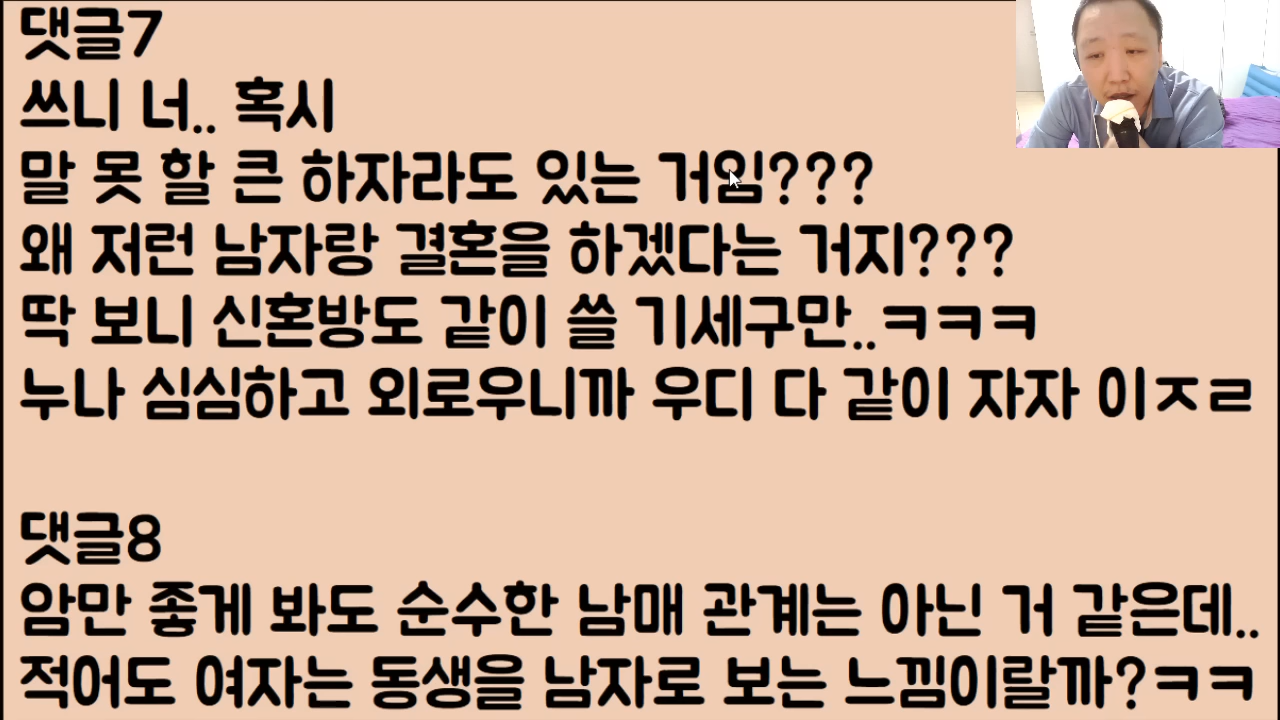 댓글7
쓰니 너.. 혹시
말 못 할 큰 하자라도 있는 거임???
왜 저런 남자랑 결혼을 하겠다는 거지???
딱 보니 신혼방도 같이 쓸 기세구만..ㅋㅋㅋ
누나 심심하고 외로우니까 우디 다 같이 자자 이ㅈㄹ
댓글8
암만 좋게 봐도 순수한 남매 관계는 아닌 거 같은데..
적어도 여자는 동생을 남자로 보는 느낌이랄까?ㅋㅋ